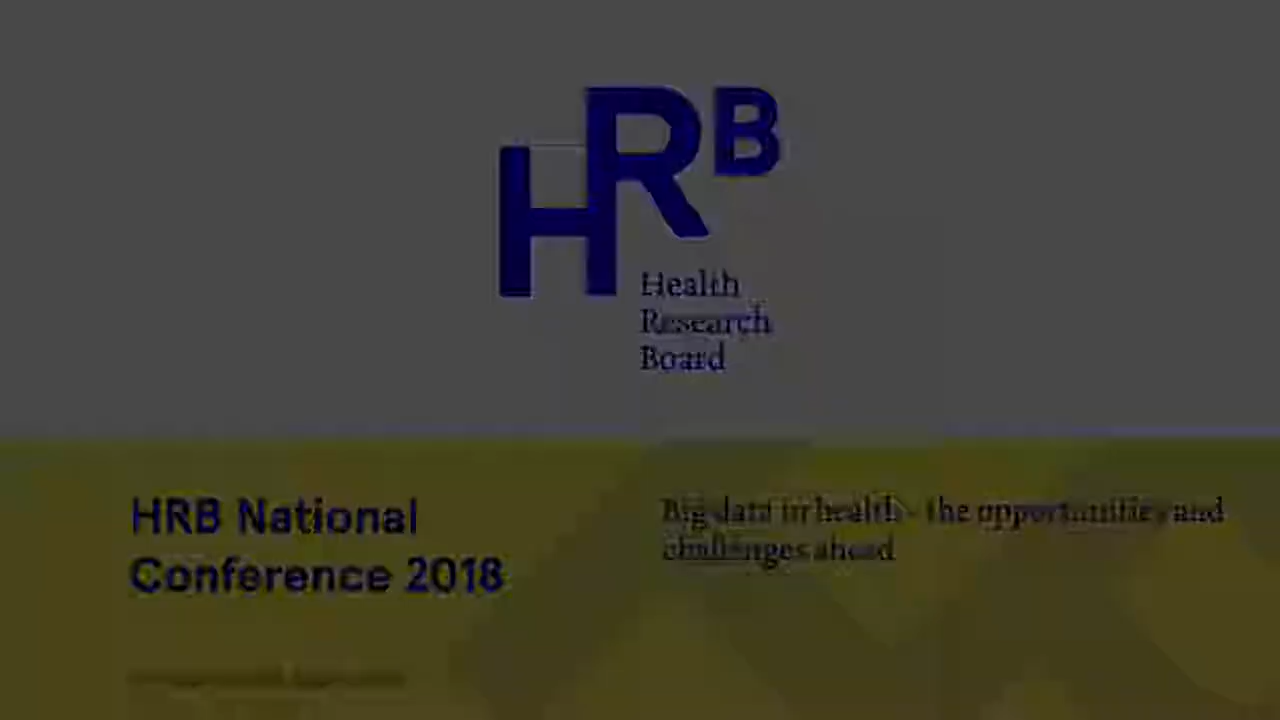 HRB
Health
Research
Board
HRB National
Conference 2018
Big data in health - the opportunities and
challenges ahead